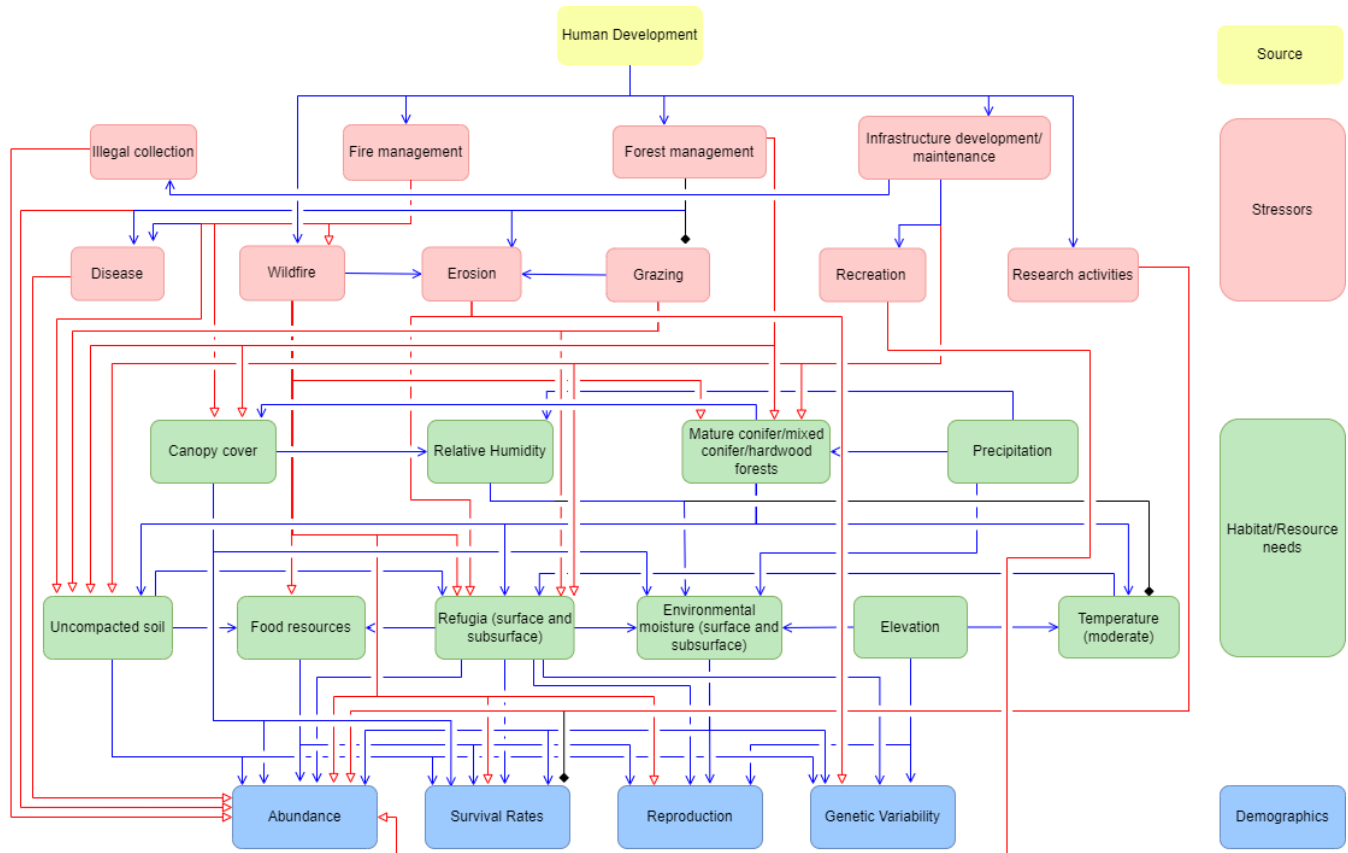 Human Development
Source
Illegal collection
Fire management
Forest management
Infrastructure development/
maintenance
Stressors
Disease
Wildfire
Erosion
Grazing
Recreation
Research activities
Canopy cover
Relative Humidity
Mature conifer/mixed
conifer/hardwood
forests
Precipitation
Habitat/Resource
needs
Uncompacted soil
Food resources
Refugia (surface and
subsurface)
Environmental
moisture (surface and
subsurface)
Elevation
Temperature
(moderate)
Abundance
Survival Rates
Reproduction
Genetic Variability
Demographics